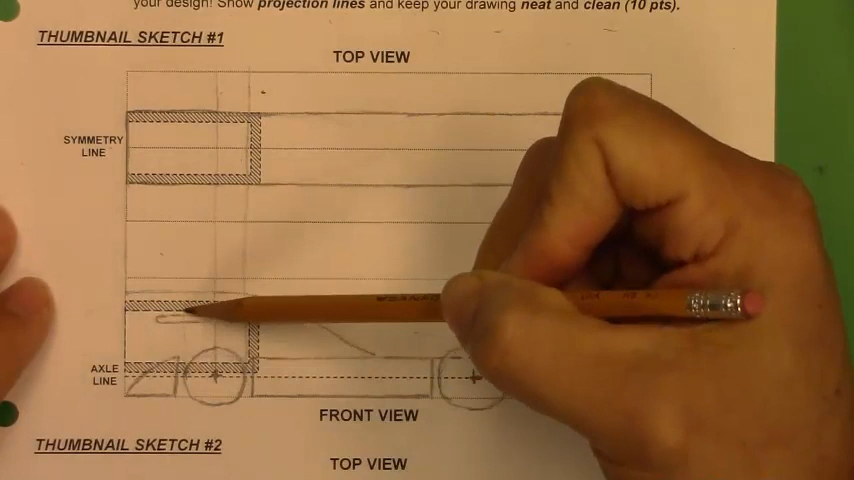 your design! Show projection lines and keep your drawing neat and clean (10 pts).
THUMBNAIL SKETCH #1
TOP VIEW
SYMMETRY
LINE
AXLE
LINE
FRONT VIEW
THUMBNAIL SKETCH #2
TOP VIEW